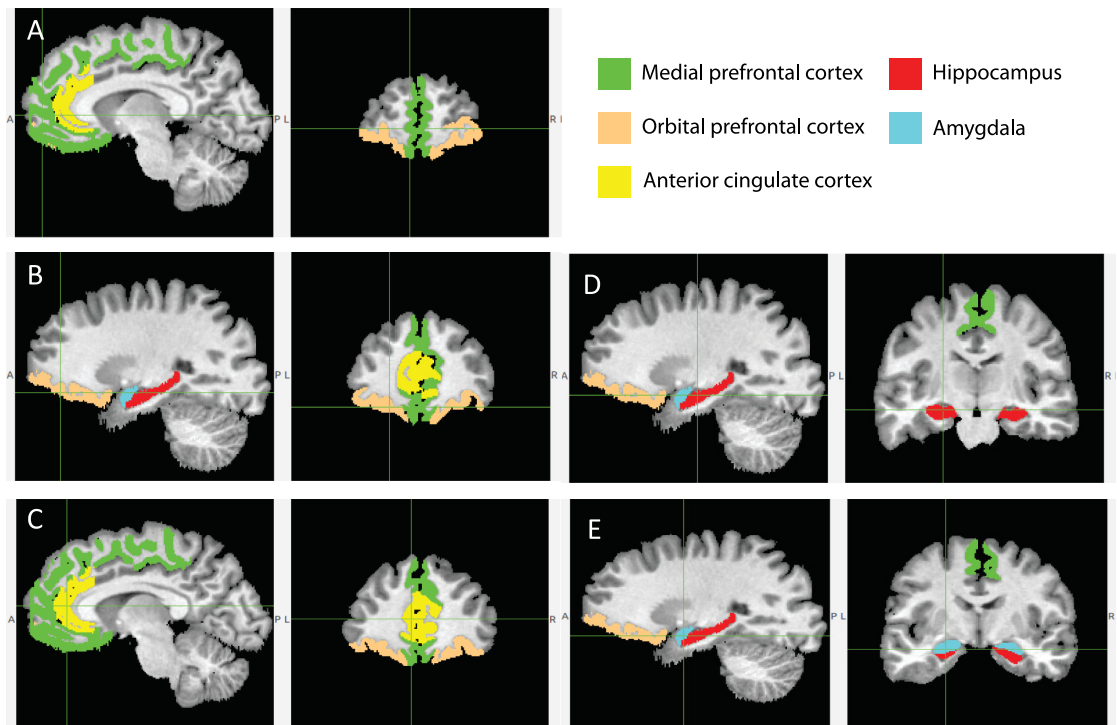 A
A
P L
R I
Medial prefrontal cortex
Hippocampus
Orbital prefrontal cortex
Amygdala
Anterior cingulate cortex
B
A
P L
R
D
A
P L
R
C
A
P L
R
E
A
P L
R